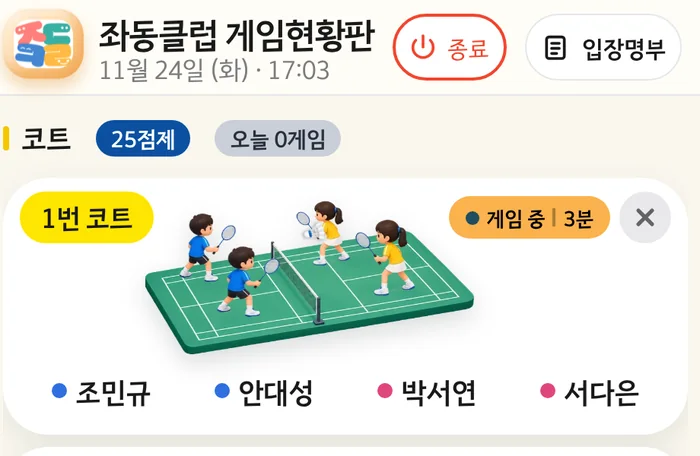 좌동클럽 게임현황판
11월 24일 (화) · 17:03
종료
입장명부
코트
25점제
오늘 0게임
1번 코트
게임 중 | 3분
조민규
안대성
박서연
서다은